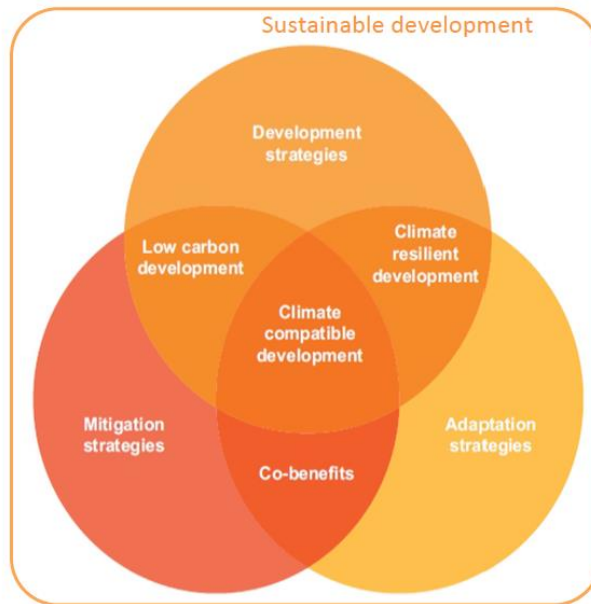 Sustainable development
Development
strategies
Low carbon
development
Climate
resilient
development
Climate
compatible
development
Mitigation
strategies
Adaptation
strategies
Co-benefits